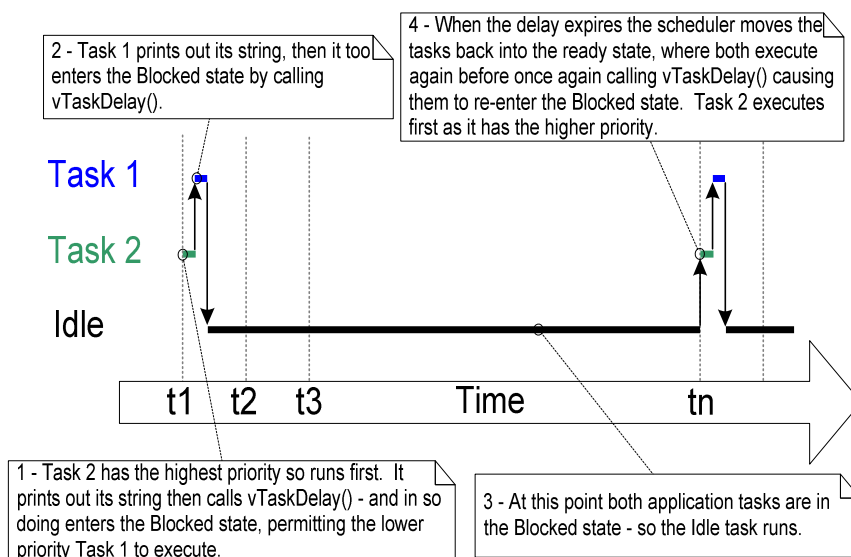 2 - Task 1 prints out its string, then it too
enters the Blocked state by calling
vTaskDelay().
4 - When the delay expires the scheduler moves the
tasks back into the ready state, where both execute
again before once again calling vTaskDelay() causing
them to re-enter the Blocked state.  Task 2 executes
first as it has the higher priority.
Task 1
Task 2
Idle
t1
t2
t3
Time
tn
1 - Task 2 has the highest priority so runs first.  It
prints out its string then calls vTaskDelay() - and in so
doing enters the Blocked state, permitting the lower
priority Task 1 to execute.
3 - At this point both application tasks are in
the Blocked state - so the Idle task runs.